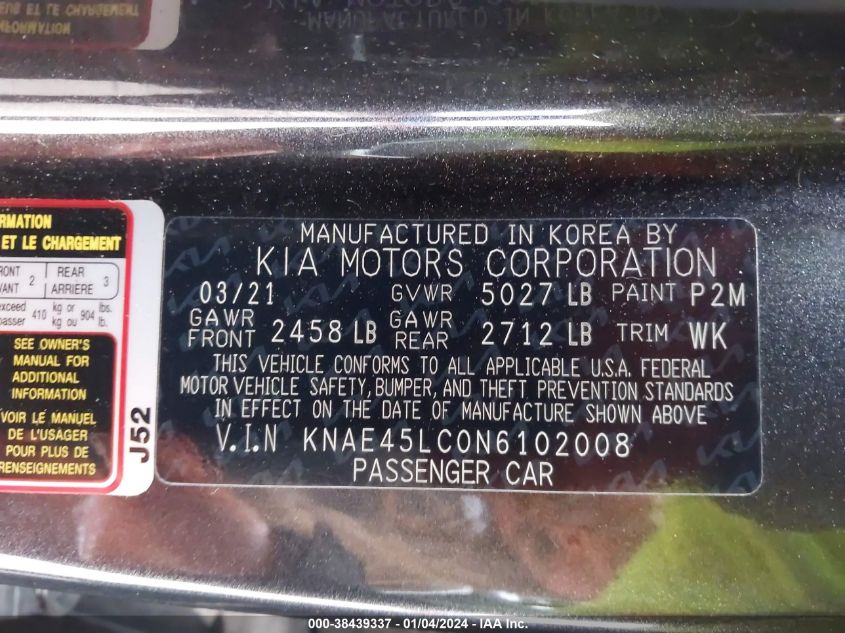 MANUFACTURED IN KOREA BY
KIA MOTORS CORPORATION
03/21 GVWR 5027 LB PAINT P2M
GAWR FRONT 2458 LB GAWR REAR 2712 LB TRIM WK
THIS VEHICLE CONFORMS TO ALL APPLICABLE U.S.A. FEDERAL
MOTOR VEHICLE SAFETY, BUMPER, AND THEFT PREVENTION STANDARDS
IN EFFECT ON THE DATE OF MANUFACTURE SHOWN ABOVE
V.I.N KNAE45LC0N6102008
PASSENGER CAR
RMATION
ET LE CHARGEMENT
RONT 2 REAR 3
VANT ARRIERE
exceed 410 kg or 904 lbs.
passer kg ou lb.
SEE OWNER'S
MANUAL FOR
ADDITIONAL
INFORMATION
VOIR LE MANUEL
DE L'USAGER
POUR PLUS DE
RENSEIGNEMENTS
J52
000-38439337 - 01/04/2024 - IAA Inc.